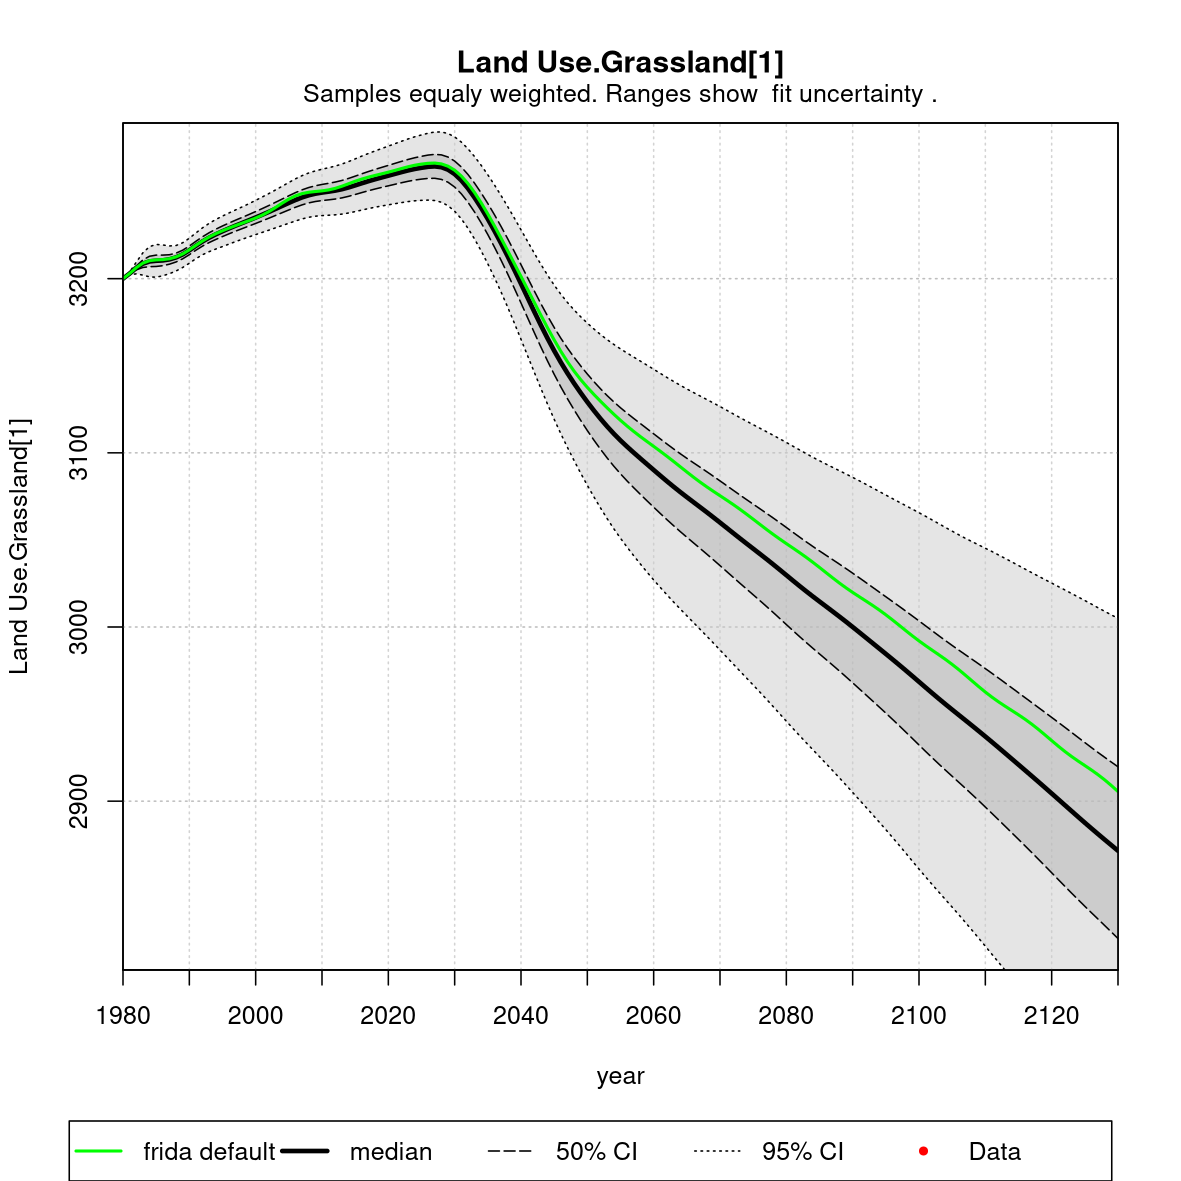 Land Use.Grassland[1]
Samples equaly weighted. Ranges show  fit uncertainty .
Land Use.Grassland[1]
3200
3100
3000
2900
1980 2000 2020 2040 2060 2080 2100 2120
year
frida default median 50% CI 95% CI Data